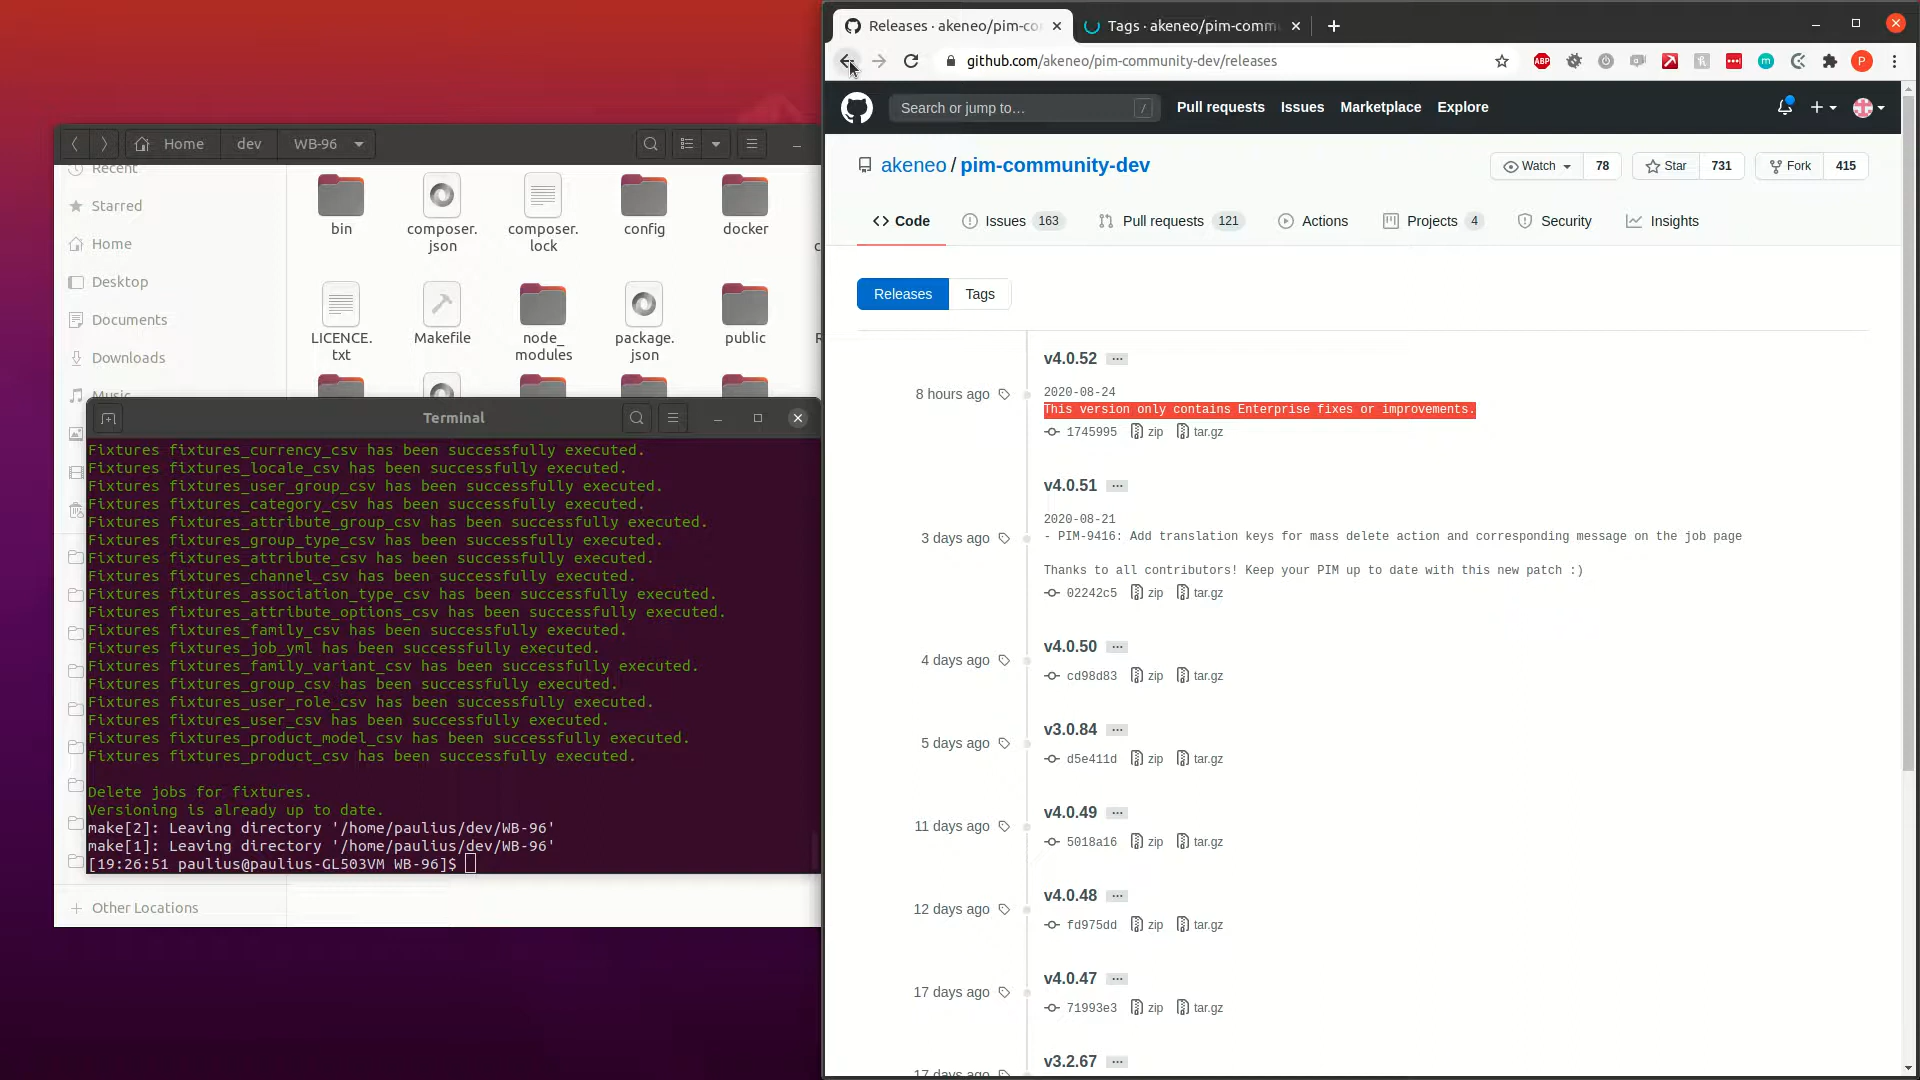 Home
dev
WB-96
Recent
Starred
Home
Desktop
Documents
Downloads
Music
Other Locations
bin
composer.
json
composer.
lock
config
docker
LICENCE.
txt
Makefile
node_
modules
package.
json
public
Terminal
Fixtures fixtures_currency_csv has been successfully executed.
Fixtures fixtures_locale_csv has been successfully executed.
Fixtures fixtures_user_group_csv has been successfully executed.
Fixtures fixtures_category_csv has been successfully executed.
Fixtures fixtures_attribute_group_csv has been successfully executed.
Fixtures fixtures_group_type_csv has been successfully executed.
Fixtures fixtures_attribute_csv has been successfully executed.
Fixtures fixtures_channel_csv has been successfully executed.
Fixtures fixtures_association_type_csv has been successfully executed.
Fixtures fixtures_attribute_options_csv has been successfully executed.
Fixtures fixtures_family_csv has been successfully executed.
Fixtures fixtures_job_yml has been successfully executed.
Fixtures fixtures_family_variant_csv has been successfully executed.
Fixtures fixtures_group_csv has been successfully executed.
Fixtures fixtures_user_role_csv has been successfully executed.
Fixtures fixtures_user_csv has been successfully executed.
Fixtures fixtures_product_model_csv has been successfully executed.
Fixtures fixtures_product_csv has been successfully executed.
Delete jobs for fixtures.
Versioning is already up to date.
make[2]: Leaving directory '/home/paulius/dev/WB-96'
make[1]: Leaving directory '/home/paulius/dev/WB-96'
[19:26:51 paulius@paulius-GL503VM WB-96]$
Releases · akeneo/pim-co
Tags · akeneo/pim-comm
github.com/akeneo/pim-community-dev/releases
ABP
P
Search or jump to…
/
Pull requests
Issues
Marketplace
Explore
akeneo / pim-community-dev
Watch 78
Star 731
Fork 415
Code
Issues 163
Pull requests 121
Actions
Projects 4
Security
Insights
Releases
Tags
v4.0.52 ...
8 hours ago
2020-08-24
This version only contains Enterprise fixes or improvements.
1745995 zip tar.gz
v4.0.51 ...
2020-08-21
3 days ago
- PIM-9416: Add translation keys for mass delete action and corresponding message on the job page
Thanks to all contributors! Keep your PIM up to date with this new patch :)
02242c5 zip tar.gz
v4.0.50 ...
4 days ago
cd98d83 zip tar.gz
v3.0.84 ...
5 days ago
d5e411d zip tar.gz
v4.0.49 ...
11 days ago
5018a16 zip tar.gz
v4.0.48 ...
12 days ago
fd975dd zip tar.gz
v4.0.47 ...
17 days ago
71993e3 zip tar.gz
v3.2.67 ...
17 days ago